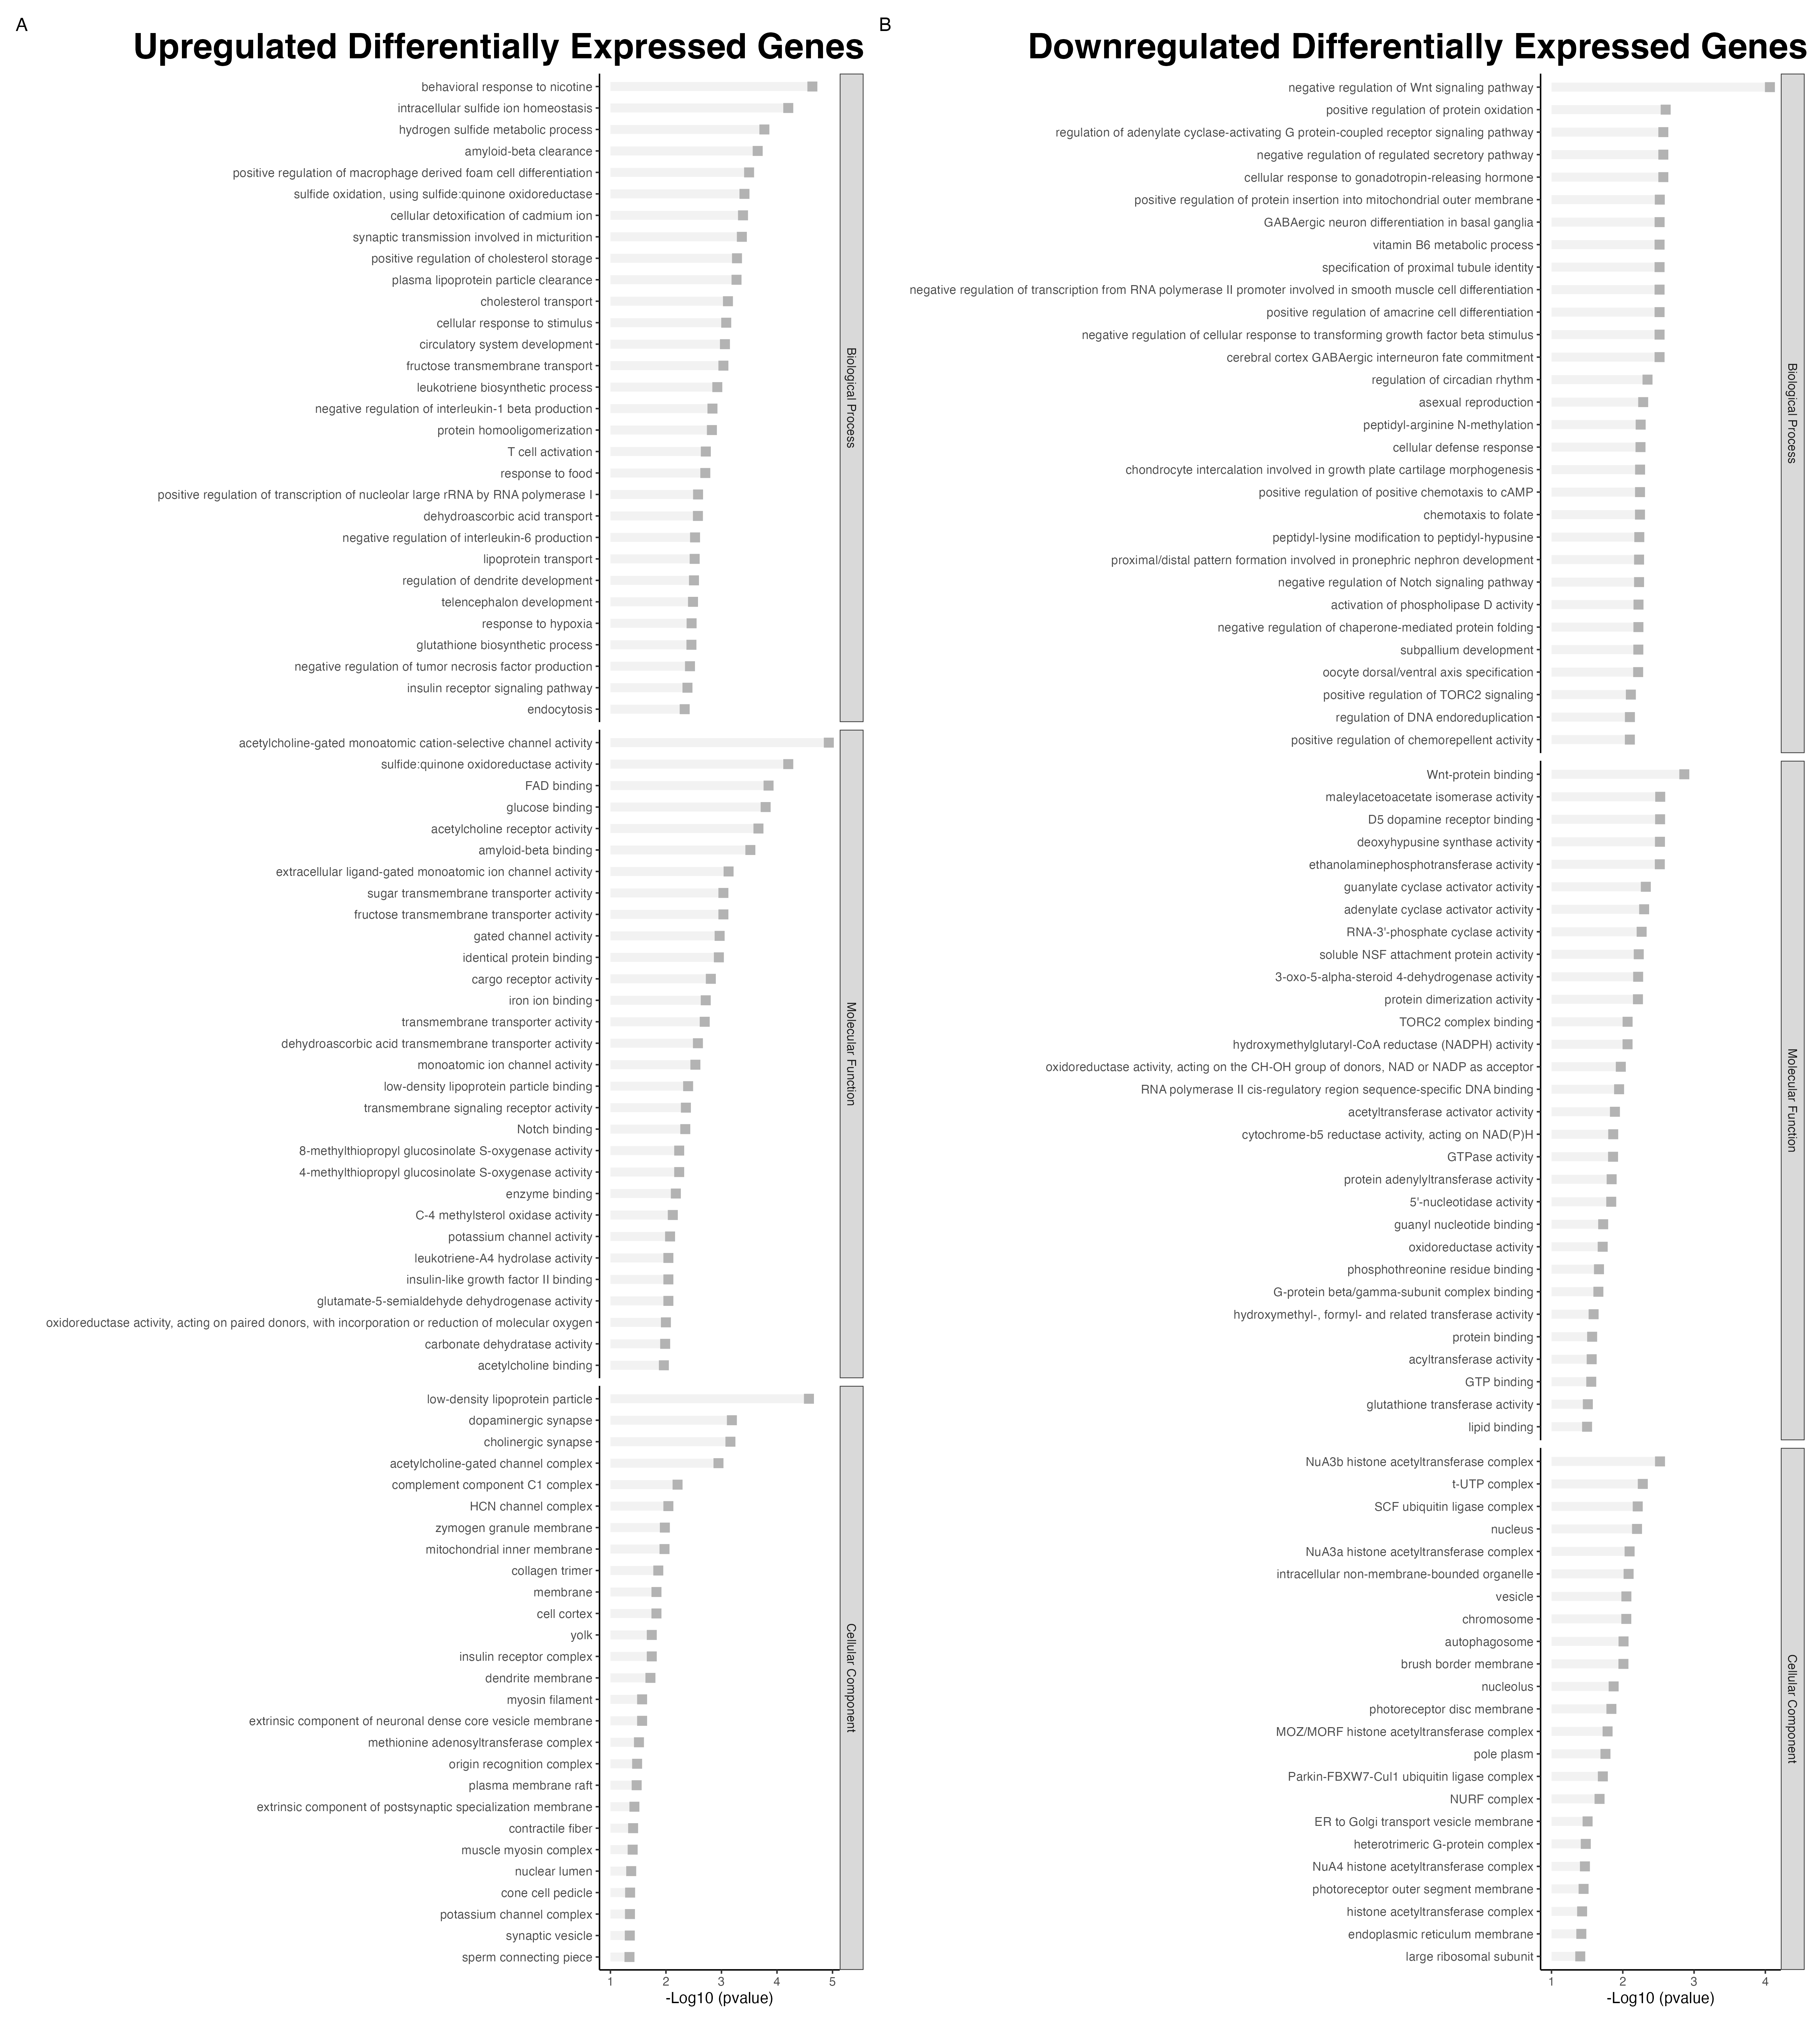 A
Upregulated Differentially Expressed Genes
behavioral response to nicotine
intracellular sulfide ion homeostasis
hydrogen sulfide metabolic process
amyloid-beta clearance
positive regulation of macrophage derived foam cell differentiation
sulfide oxidation, using sulfide:quinone oxidoreductase
cellular detoxification of cadmium ion
synaptic transmission involved in micturition
positive regulation of cholesterol storage
plasma lipoprotein particle clearance
cholesterol transport
cellular response to stimulus
circulatory system development
fructose transmembrane transport
leukotriene biosynthetic process
negative regulation of interleukin-1 beta production
protein homooligomerization
T cell activation
response to food
positive regulation of transcription of nucleolar large rRNA by RNA polymerase I
dehydroascorbic acid transport
negative regulation of interleukin-6 production
lipoprotein transport
regulation of dendrite development
telencephalon development
response to hypoxia
glutathione biosynthetic process
negative regulation of tumor necrosis factor production
insulin receptor signaling pathway
endocytosis
Biological Process
acetylcholine-gated monoatomic cation-selective channel activity
sulfide:quinone oxidoreductase activity
FAD binding
glucose binding
acetylcholine receptor activity
amyloid-beta binding
extracellular ligand-gated monoatomic ion channel activity
sugar transmembrane transporter activity
fructose transmembrane transporter activity
gated channel activity
identical protein binding
cargo receptor activity
iron ion binding
transmembrane transporter activity
dehydroascorbic acid transmembrane transporter activity
monoatomic ion channel activity
low-density lipoprotein particle binding
transmembrane signaling receptor activity
Notch binding
8-methylthiopropyl glucosinolate S-oxygenase activity
4-methylthiopropyl glucosinolate S-oxygenase activity
enzyme binding
C-4 methylsterol oxidase activity
potassium channel activity
leukotriene-A4 hydrolase activity
insulin-like growth factor II binding
glutamate-5-semialdehyde dehydrogenase activity
oxidoreductase activity, acting on paired donors, with incorporation or reduction of molecular oxygen
carbonate dehydratase activity
acetylcholine binding
Molecular Function
low-density lipoprotein particle
dopaminergic synapse
cholinergic synapse
acetylcholine-gated channel complex
complement component C1 complex
HCN channel complex
zymogen granule membrane
mitochondrial inner membrane
collagen trimer
membrane
cell cortex
yolk
insulin receptor complex
dendrite membrane
myosin filament
extrinsic component of neuronal dense core vesicle membrane
methionine adenosyltransferase complex
origin recognition complex
plasma membrane raft
extrinsic component of postsynaptic specialization membrane
contractile fiber
muscle myosin complex
nuclear lumen
cone cell pedicle
potassium channel complex
synaptic vesicle
sperm connecting piece
Cellular Component
1 2 3 4 5
-Log10 (pvalue)
B
Downregulated Differentially Expressed Genes
negative regulation of Wnt signaling pathway
positive regulation of protein oxidation
regulation of adenylate cyclase-activating G protein-coupled receptor signaling pathway
negative regulation of regulated secretory pathway
cellular response to gonadotropin-releasing hormone
positive regulation of protein insertion into mitochondrial outer membrane
GABAergic neuron differentiation in basal ganglia
vitamin B6 metabolic process
specification of proximal tubule identity
negative regulation of transcription from RNA polymerase II promoter involved in smooth muscle cell differentiation
positive regulation of amacrine cell differentiation
negative regulation of cellular response to transforming growth factor beta stimulus
cerebral cortex GABAergic interneuron fate commitment
regulation of circadian rhythm
asexual reproduction
peptidyl-arginine N-methylation
cellular defense response
chondrocyte intercalation involved in growth plate cartilage morphogenesis
positive regulation of positive chemotaxis to cAMP
chemotaxis to folate
peptidyl-lysine modification to peptidyl-hypusine
proximal/distal pattern formation involved in pronephric nephron development
negative regulation of Notch signaling pathway
activation of phospholipase D activity
negative regulation of chaperone-mediated protein folding
subpallium development
oocyte dorsal/ventral axis specification
positive regulation of TORC2 signaling
regulation of DNA endoreduplication
positive regulation of chemorepellent activity
Biological Process
Wnt-protein binding
maleylacetoacetate isomerase activity
D5 dopamine receptor binding
deoxyhypusine synthase activity
ethanolaminephosphotransferase activity
guanylate cyclase activator activity
adenylate cyclase activator activity
RNA-3'-phosphate cyclase activity
soluble NSF attachment protein activity
3-oxo-5-alpha-steroid 4-dehydrogenase activity
protein dimerization activity
TORC2 complex binding
hydroxymethylglutaryl-CoA reductase (NADPH) activity
oxidoreductase activity, acting on the CH-OH group of donors, NAD or NADP as acceptor
RNA polymerase II cis-regulatory region sequence-specific DNA binding
acetyltransferase activator activity
cytochrome-b5 reductase activity, acting on NAD(P)H
GTPase activity
protein adenylyltransferase activity
5'-nucleotidase activity
guanyl nucleotide binding
oxidoreductase activity
phosphothreonine residue binding
G-protein beta/gamma-subunit complex binding
hydroxymethyl-, formyl- and related transferase activity
protein binding
acyltransferase activity
GTP binding
glutathione transferase activity
lipid binding
Molecular Function
NuA3b histone acetyltransferase complex
t-UTP complex
SCF ubiquitin ligase complex
nucleus
NuA3a histone acetyltransferase complex
intracellular non-membrane-bounded organelle
vesicle
chromosome
autophagosome
brush border membrane
nucleolus
photoreceptor disc membrane
MOZ/MORF histone acetyltransferase complex
pole plasm
Parkin-FBXW7-Cul1 ubiquitin ligase complex
NURF complex
ER to Golgi transport vesicle membrane
heterotrimeric G-protein complex
NuA4 histone acetyltransferase complex
photoreceptor outer segment membrane
histone acetyltransferase complex
endoplasmic reticulum membrane
large ribosomal subunit
Cellular Component
1 2 3 4
-Log10 (pvalue)